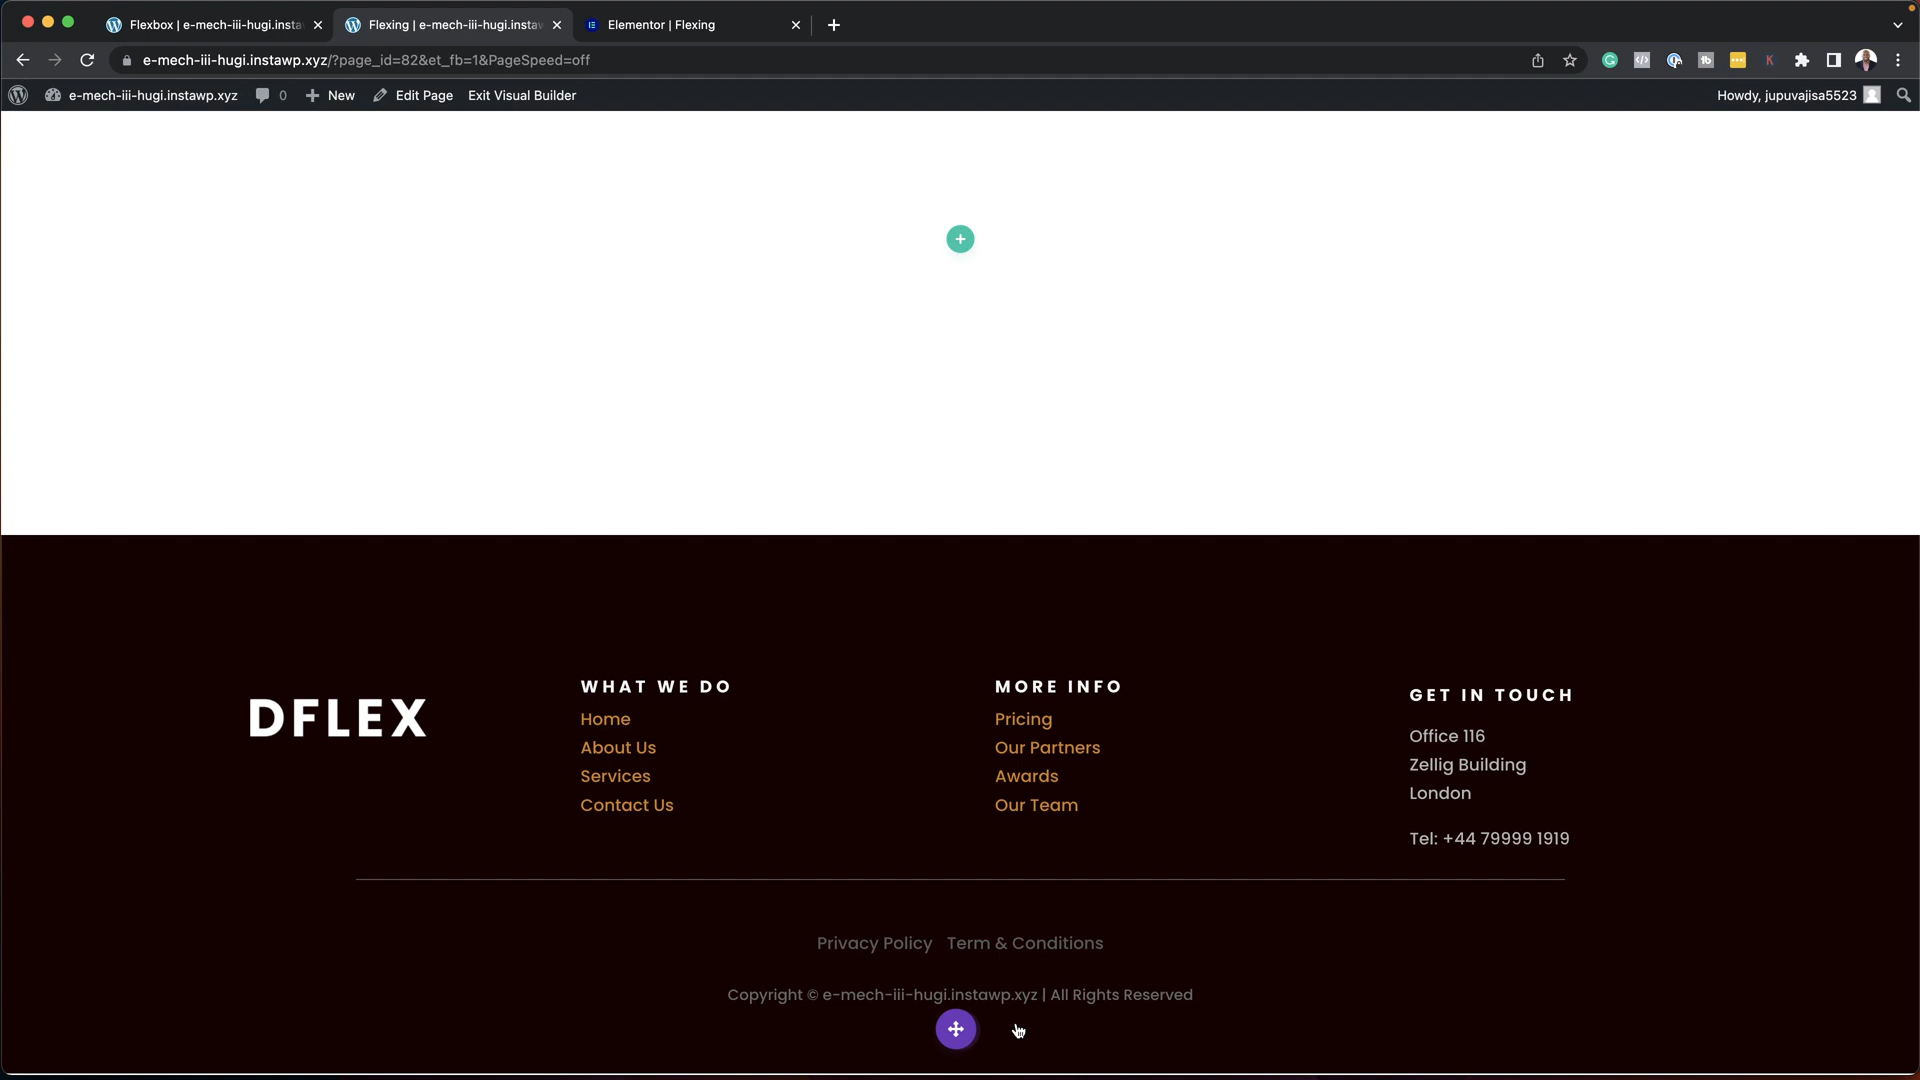 Flexbox | e-mech-iii-hugi.insta
Flexing | e-mech-iii-hugi.instaw
Elementor | Flexing
e-mech-iii-hugi.instawp.xyz/?page_id=82&et_fb=1&PageSpeed=off
e-mech-iii-hugi.instawp.xyz 0 New Edit Page Exit Visual Builder Howdy, jupuvajisa5523
DFLEX
WHAT WE DO
Home
About Us
Services
Contact Us
MORE INFO
Pricing
Our Partners
Awards
Our Team
GET IN TOUCH
Office 116
Zellig Building
London
Tel: +44 79999 1919
Privacy Policy Term & Conditions
Copyright © e-mech-iii-hugi.instawp.xyz | All Rights Reserved